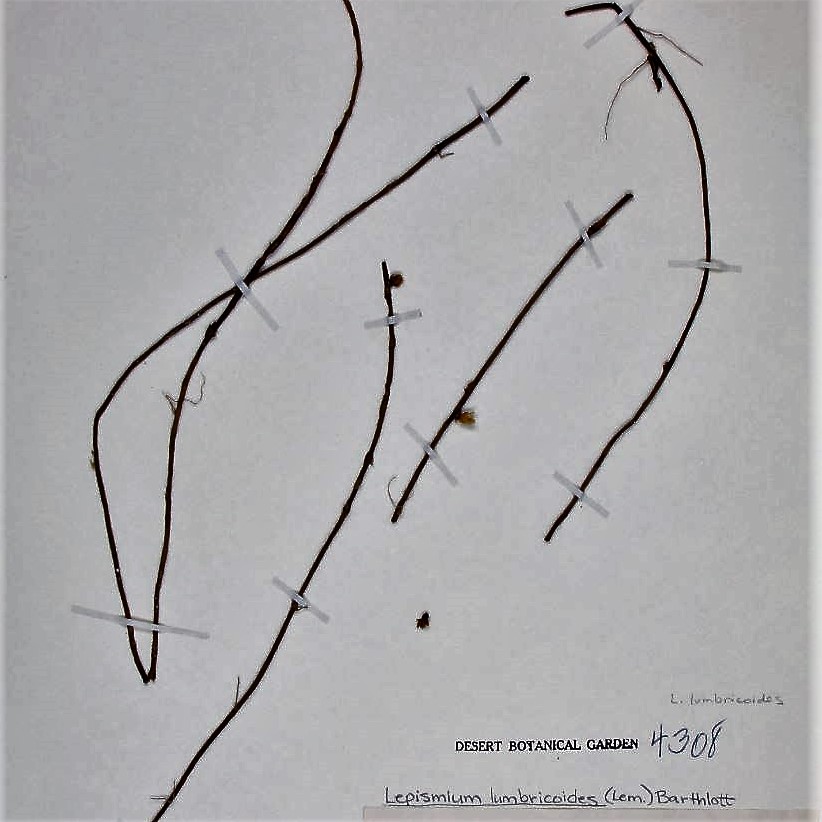 L. lumbricoides
DESERT BOTANICAL GARDEN 4308
Lepismium lumbricoides (Lem.) Barthlott